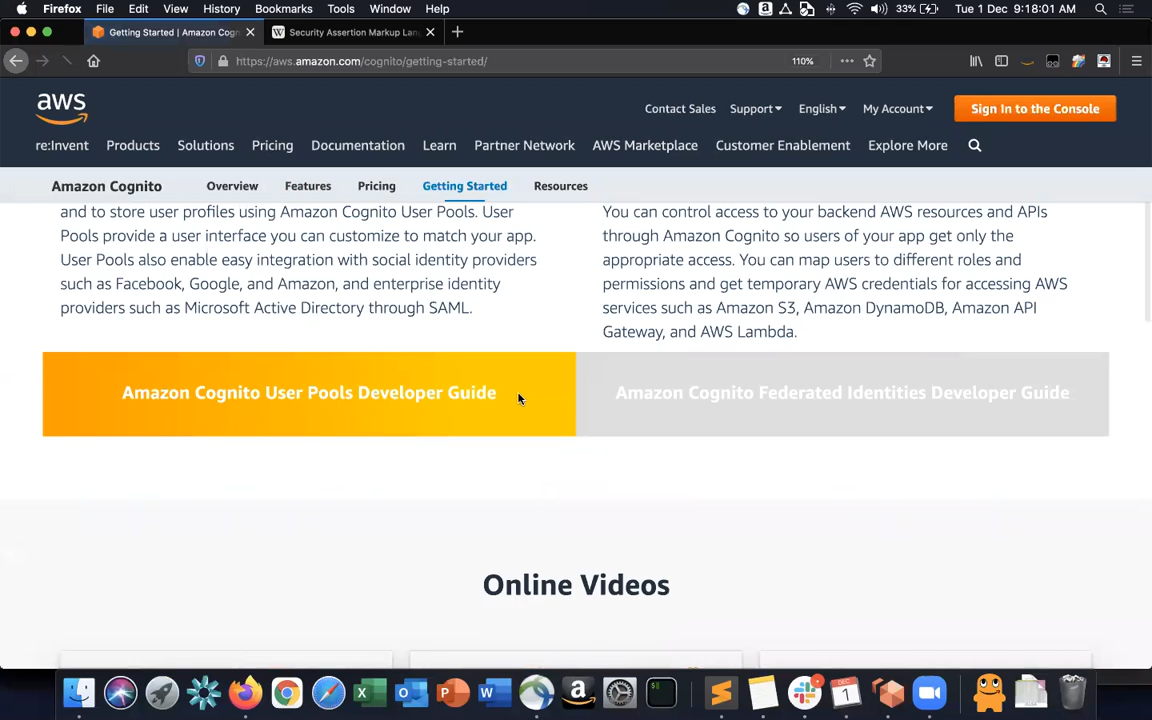 Firefox File Edit View History Bookmarks Tools Window Help 33% Tue 1 Dec 9:18:01 AM
Getting Started | Amazon Cogn Security Assertion Markup Lan
https://aws.amazon.com/cognito/getting-started/ 110%
aws
Contact Sales Support English My Account Sign In to the Console
re:Invent Products Solutions Pricing Documentation Learn Partner Network AWS Marketplace Customer Enablement Explore More
Amazon Cognito Overview Features Pricing Getting Started Resources
and to store user profiles using Amazon Cognito User Pools. User
Pools provide a user interface you can customize to match your app.
User Pools also enable easy integration with social identity providers
such as Facebook, Google, and Amazon, and enterprise identity
providers such as Microsoft Active Directory through SAML.
You can control access to your backend AWS resources and APIs
through Amazon Cognito so users of your app get only the
appropriate access. You can map users to different roles and
permissions and get temporary AWS credentials for accessing AWS
services such as Amazon S3, Amazon DynamoDB, Amazon API
Gateway, and AWS Lambda.
Amazon Cognito User Pools Developer Guide
Amazon Cognito Federated Identities Developer Guide
Online Videos